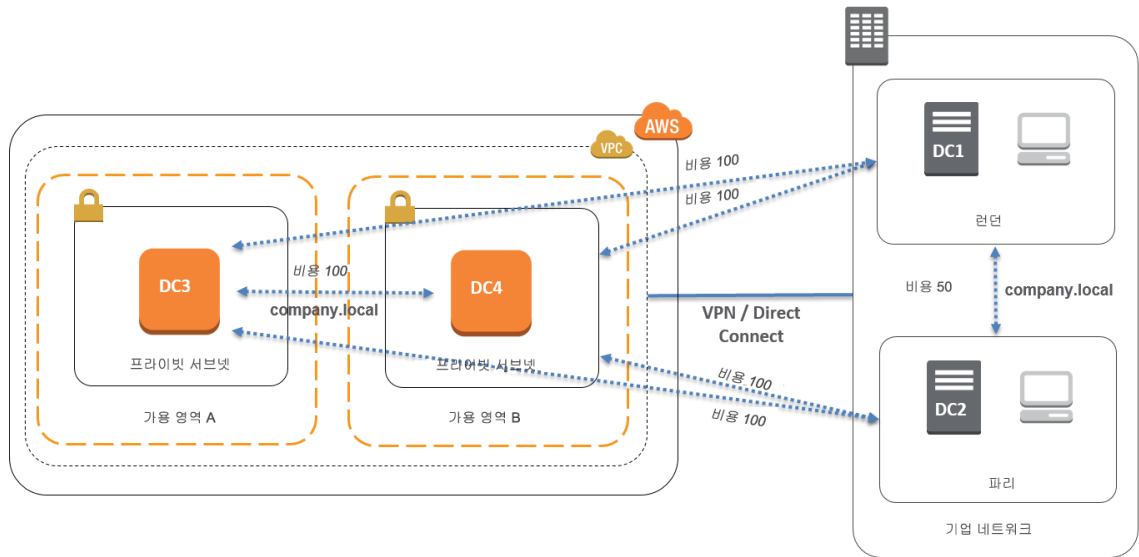 AWS
VPC
비용 100
비용 100
DC1
런던
DC3
비용 100
company.local
DC4
프라이빗 서브넷
프라이빗 서브넷
가용 영역 A
가용 영역 B
VPN / Direct
Connect
비용 50
company.local
비용 100
비용 100
DC2
파리
기업 네트워크